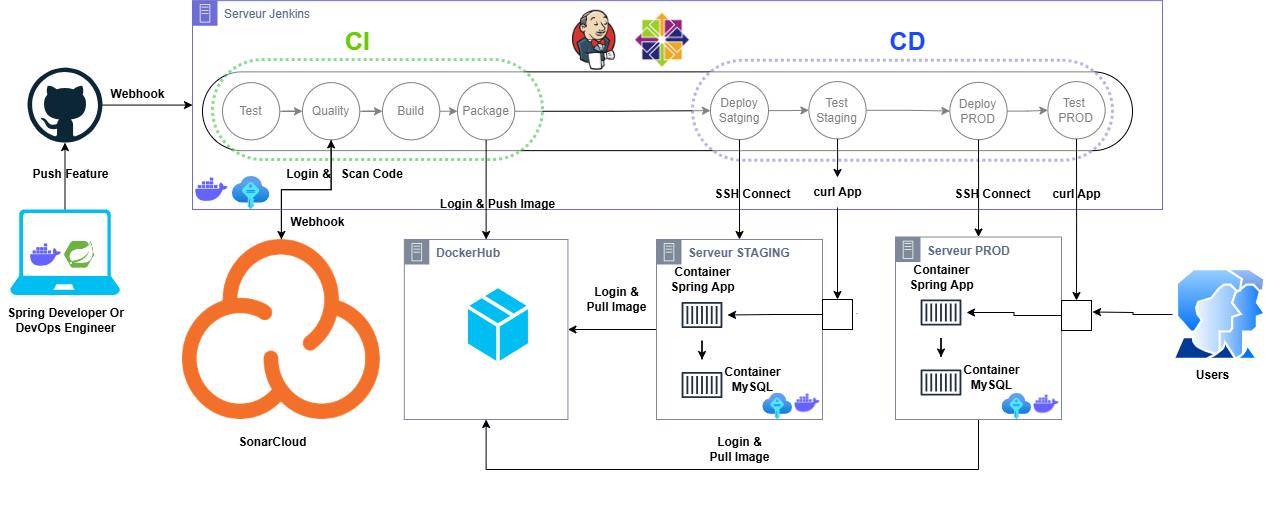 Serveur Jenkins
CI
CD
Webhook
Test
Quality
Build
Package
Deploy
Satging
Test
Staging
Deploy
PROD
Test
PROD
Push Feature
Login & Scan Code
SSH Connect
curl App
SSH Connect
curl App
Login & Push Image
Webhook
DockerHub
Serveur STAGING
Serveur PROD
Container
Spring App
Container
Spring App
Login &
Pull Image
Spring Developer Or
DevOps Engineer
Container
MySQL
Container
MySQL
Users
SonarCloud
Login &
Pull Image